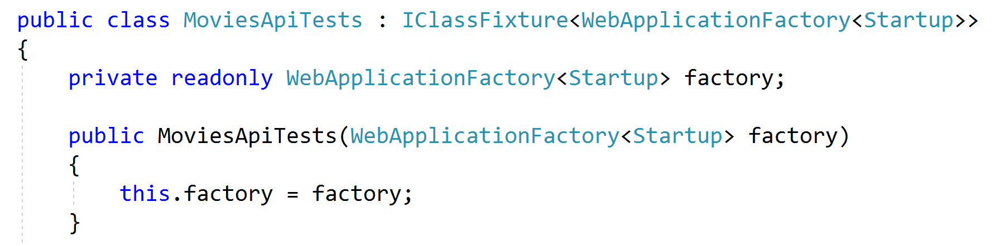 public class MoviesApiTests : IClassFixture<WebApplicationFactory<Startup>>
{
    private readonly WebApplicationFactory<Startup> factory;

    public MoviesApiTests(WebApplicationFactory<Startup> factory)
    {
        this.factory = factory;
    }